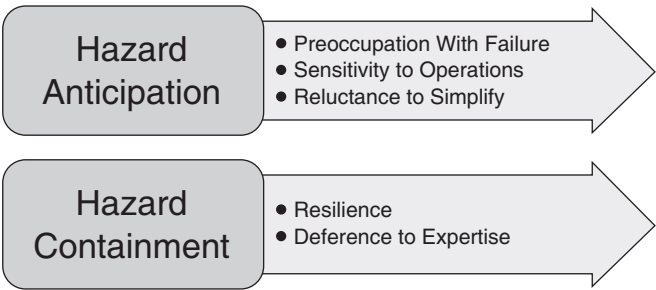 Hazard
Anticipation
• Preoccupation With Failure
• Sensitivity to Operations
• Reluctance to Simplify
Hazard
Containment
• Resilience
• Deference to Expertise